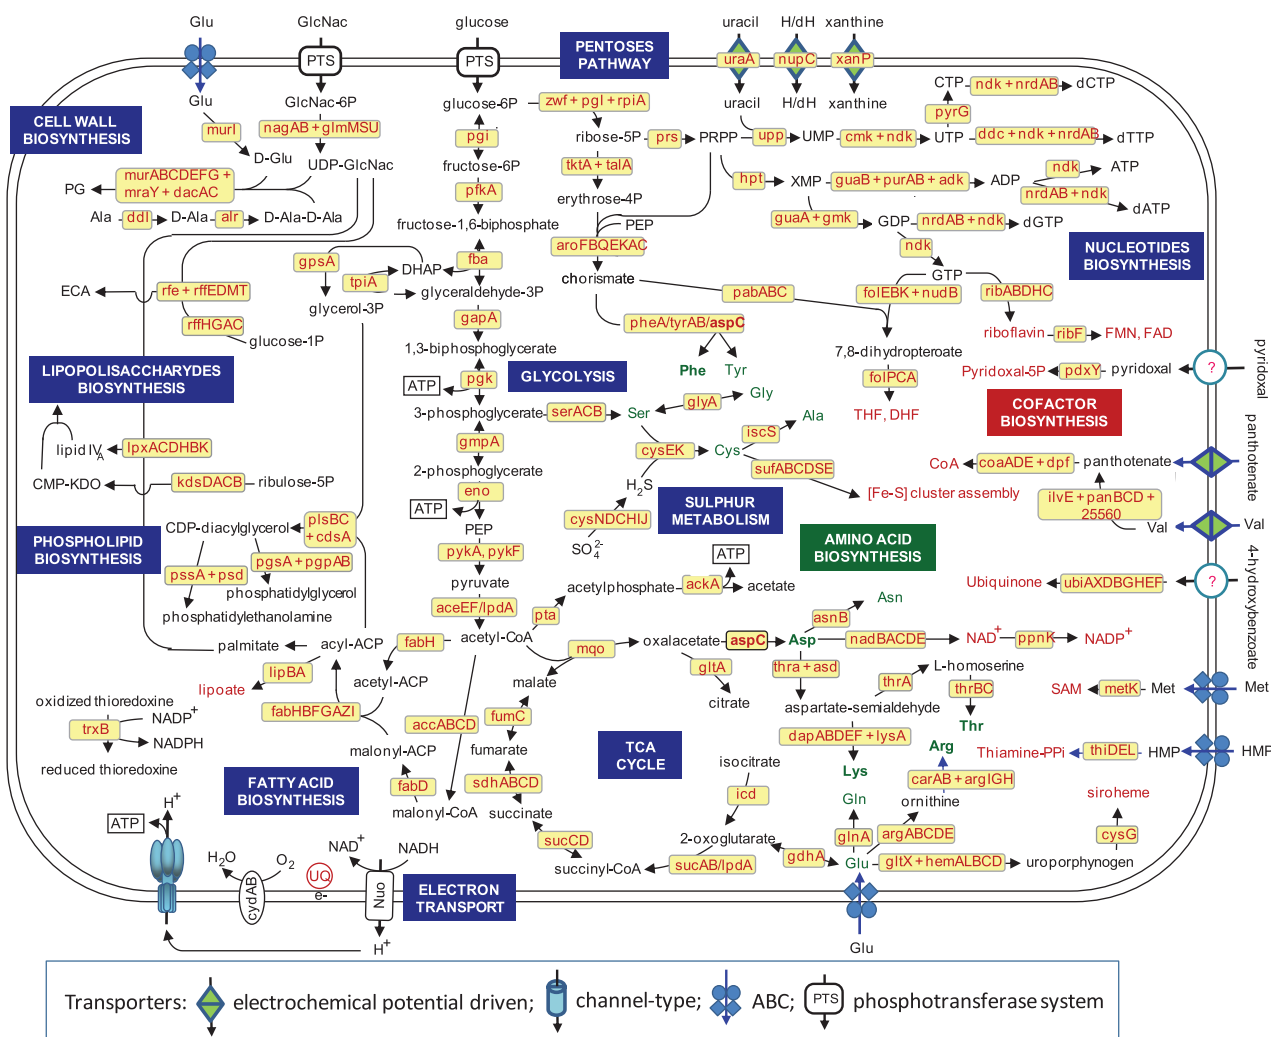 Glu
GlcNac
glucose
uracil
H/dH
xanthine
PTS
PTS
PENTOSES
PATHWAY
uraA
nupC
xanP
Glu
GlcNac-6P
glucose-6P
zwf + pgl + rpiA
uracil
H/dH
xanthine
CTP
ndk + nrdAB
dCTP
CELL WALL
BIOSYNTHESIS
murI
nagAB + glmMSU
pgi
ribose-5P
prs
PRPP
upp
UMP
cmk + ndk
pyrG
UTP
ddc + ndk + nrdAB
dTTP
D-Glu
UDP-GlcNac
fructose-6P
tktA + talA
PG
murABCDEFG +
mraY + dacAC
pfkA
erythrose-4P
hpt
XMP
guaB + purAB + adk
ADP
ndk
ATP
nrdAB + ndk
dATP
Ala
ddl
D-Ala
alr
D-Ala-D-Ala
fructose-1,6-biphosphate
PEP
guaA + gmk
GDP
nrdAB + ndk
dGTP
aroFBQEKAC
ndk
NUCLEOTIDES
BIOSYNTHESIS
gpsA
DHAP
fba
tpiA
chorismate
GTP
ECA
rfe + rffEDMT
glyceraldehyde-3P
pabABC
folEBK + nudB
ribABDHC
glycerol-3P
gapA
rffHGAC
glucose-1P
pheA/tyrAB/aspC
riboflavin
ribF
FMN, FAD
1,3-biphosphoglycerate
7,8-dihydropteroate
LIPOPOLISACCHARYDES
BIOSYNTHESIS
ATP
pgk
GLYCOLYSIS
Phe
Tyr
folPCA
Pyridoxal-5P
pdxY
pyridoxal
?
pyridoxal
3-phosphoglycerate
serACB
Ser
glyA
Gly
THF, DHF
COFACTOR
BIOSYNTHESIS
Ala
iscS
gmpA
cysEK
Cys
lipid IVA
lpxACDHBK
2-phosphoglycerate
sufABCDSE
CoA
coaADE + dpf
panthotenate
panthotenate
CMP-KDO
kdsDACB
ribulose-5P
eno
H2S
[Fe-S] cluster assembly
ilvE + panBCD +
25560
ATP
SULPHUR
METABOLISM
plsBC
+ cdsA
CDP-diacylglycerol
PEP
cysNDCHIJ
Val
Val
PHOSPHOLIPID
BIOSYNTHESIS
pykA, pykF
SO42-
ATP
AMINO ACID
BIOSYNTHESIS
pgsA + pgpAB
pssA + psd
phosphatidylglycerol
pyruvate
acetylphosphate
ackA
acetate
Ubiquinone
ubiAXDBGHEF
?
4-hydroxybenzoate
phosphatidylethanolamine
aceEF/lpdA
pta
Asn
asnB
palmitate
acyl-ACP
fabH
acetyl-CoA
mqo
oxalacetate
aspC
Asp
nadBACDE
NAD+
ppnK
NADP+
lipBA
lipoate
acetyl-ACP
malate
gltA
thra + asd
L-homoserine
thrA
thrBC
SAM
metK
Met
Met
oxidized thioredoxine
NADP+
trxB
NADPH
fabHBFGAZI
accABCD
fumC
citrate
aspartate-semialdehyde
Thr
reduced thioredoxine
malonyl-ACP
fumarate
TCA
CYCLE
dapABDEF + lysA
Arg
Thiamine-PPi
thiDEL
HMP
HMP
FATTY ACID
BIOSYNTHESIS
fabD
sdhABCD
isocitrate
Lys
carAB + argIGH
icd
Gln
ornithine
siroheme
H+
malonyl-CoA
succinate
ATP
sucCD
2-oxoglutarate
glnA
argABCDE
cysG
H2O
O2
NAD+
NADH
gdhA
Glu
gltX + hemALBCD
uroporphynogen
succinyl-CoA
sucAB/lpdA
UQ
e-
cydAB
Nuo
ELECTRON
TRANSPORT
H+
Glu
Transporters:
electrochemical potential driven;
channel-type;
ABC;
PTS
phosphotransferase system